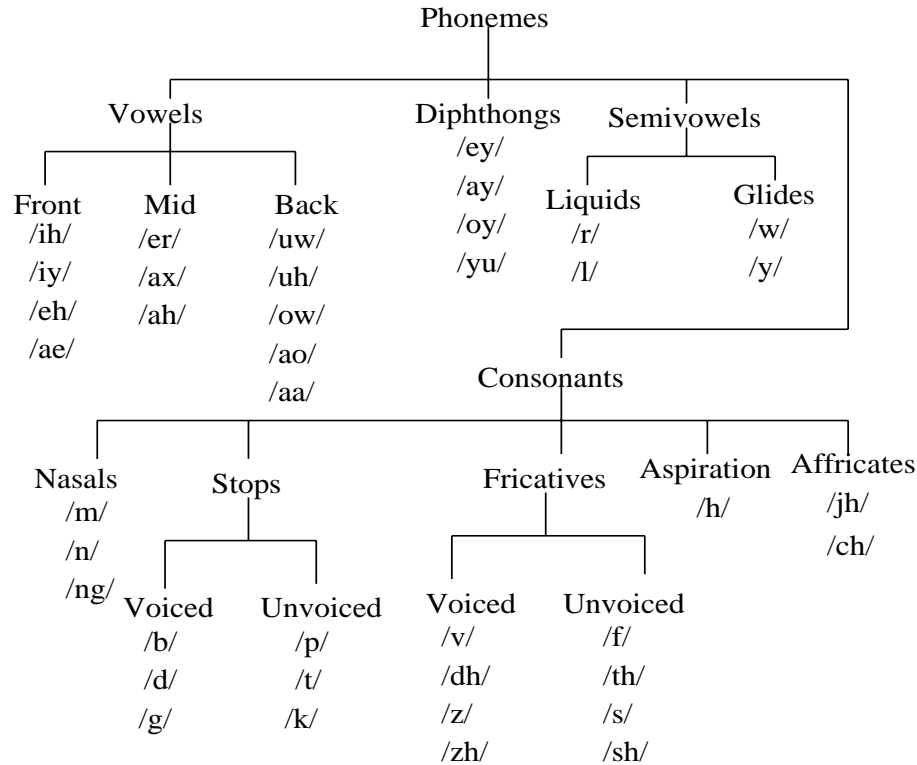 Phonemes
Vowels
Diphthongs
/ey/
/ay/
/oy/
/yu/
Semivowels
Front
/ih/
/iy/
/eh/
/ae/
Mid
/er/
/ax/
/ah/
Back
/uw/
/uh/
/ow/
/ao/
/aa/
Liquids
/r/
/l/
Glides
/w/
/y/
Consonants
Nasals
/m/
/n/
/ng/
Stops
Voiced
/b/
/d/
/g/
Unvoiced
/p/
/t/
/k/
Fricatives
Voiced
/v/
/dh/
/z/
/zh/
Unvoiced
/f/
/th/
/s/
/sh/
Aspiration
/h/
Affricates
/jh/
/ch/